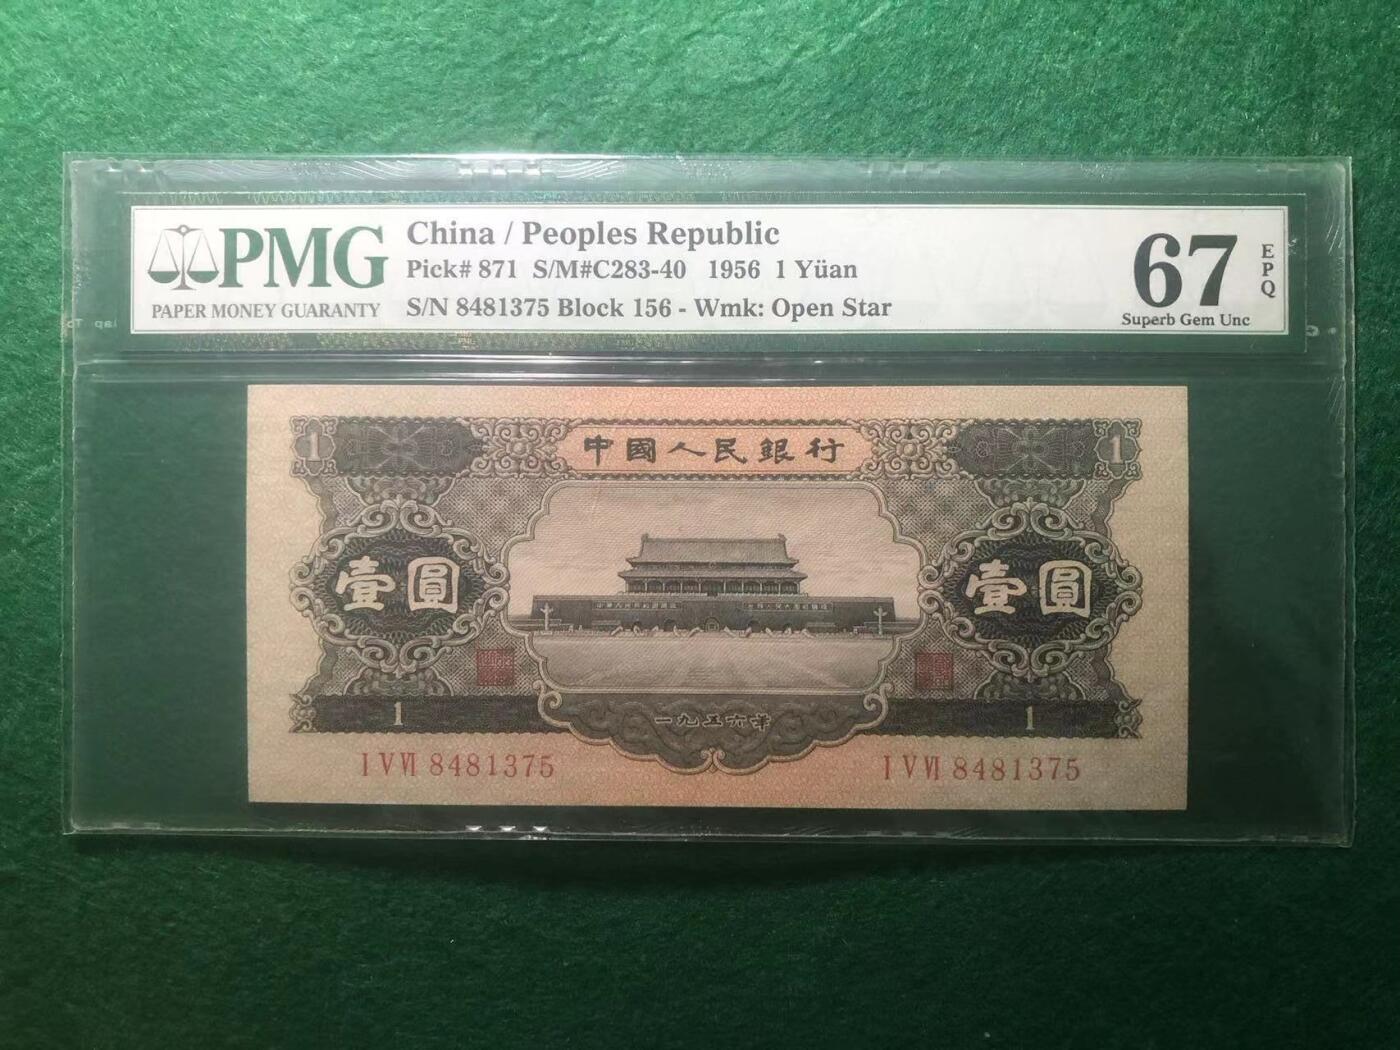 PMG
PAPER MONEY GUARANTY
China / Peoples Republic
Pick# 871 S/M#C283-40 1956 1 Yüan
S/N 8481375 Block 156 - Wmk: Open Star
67
EPQ
Superb Gem Unc
1
中國人民銀行
1
壹圓
壹圓
1
一九五六年
1
I V VI 8481375
I V VI 8481375